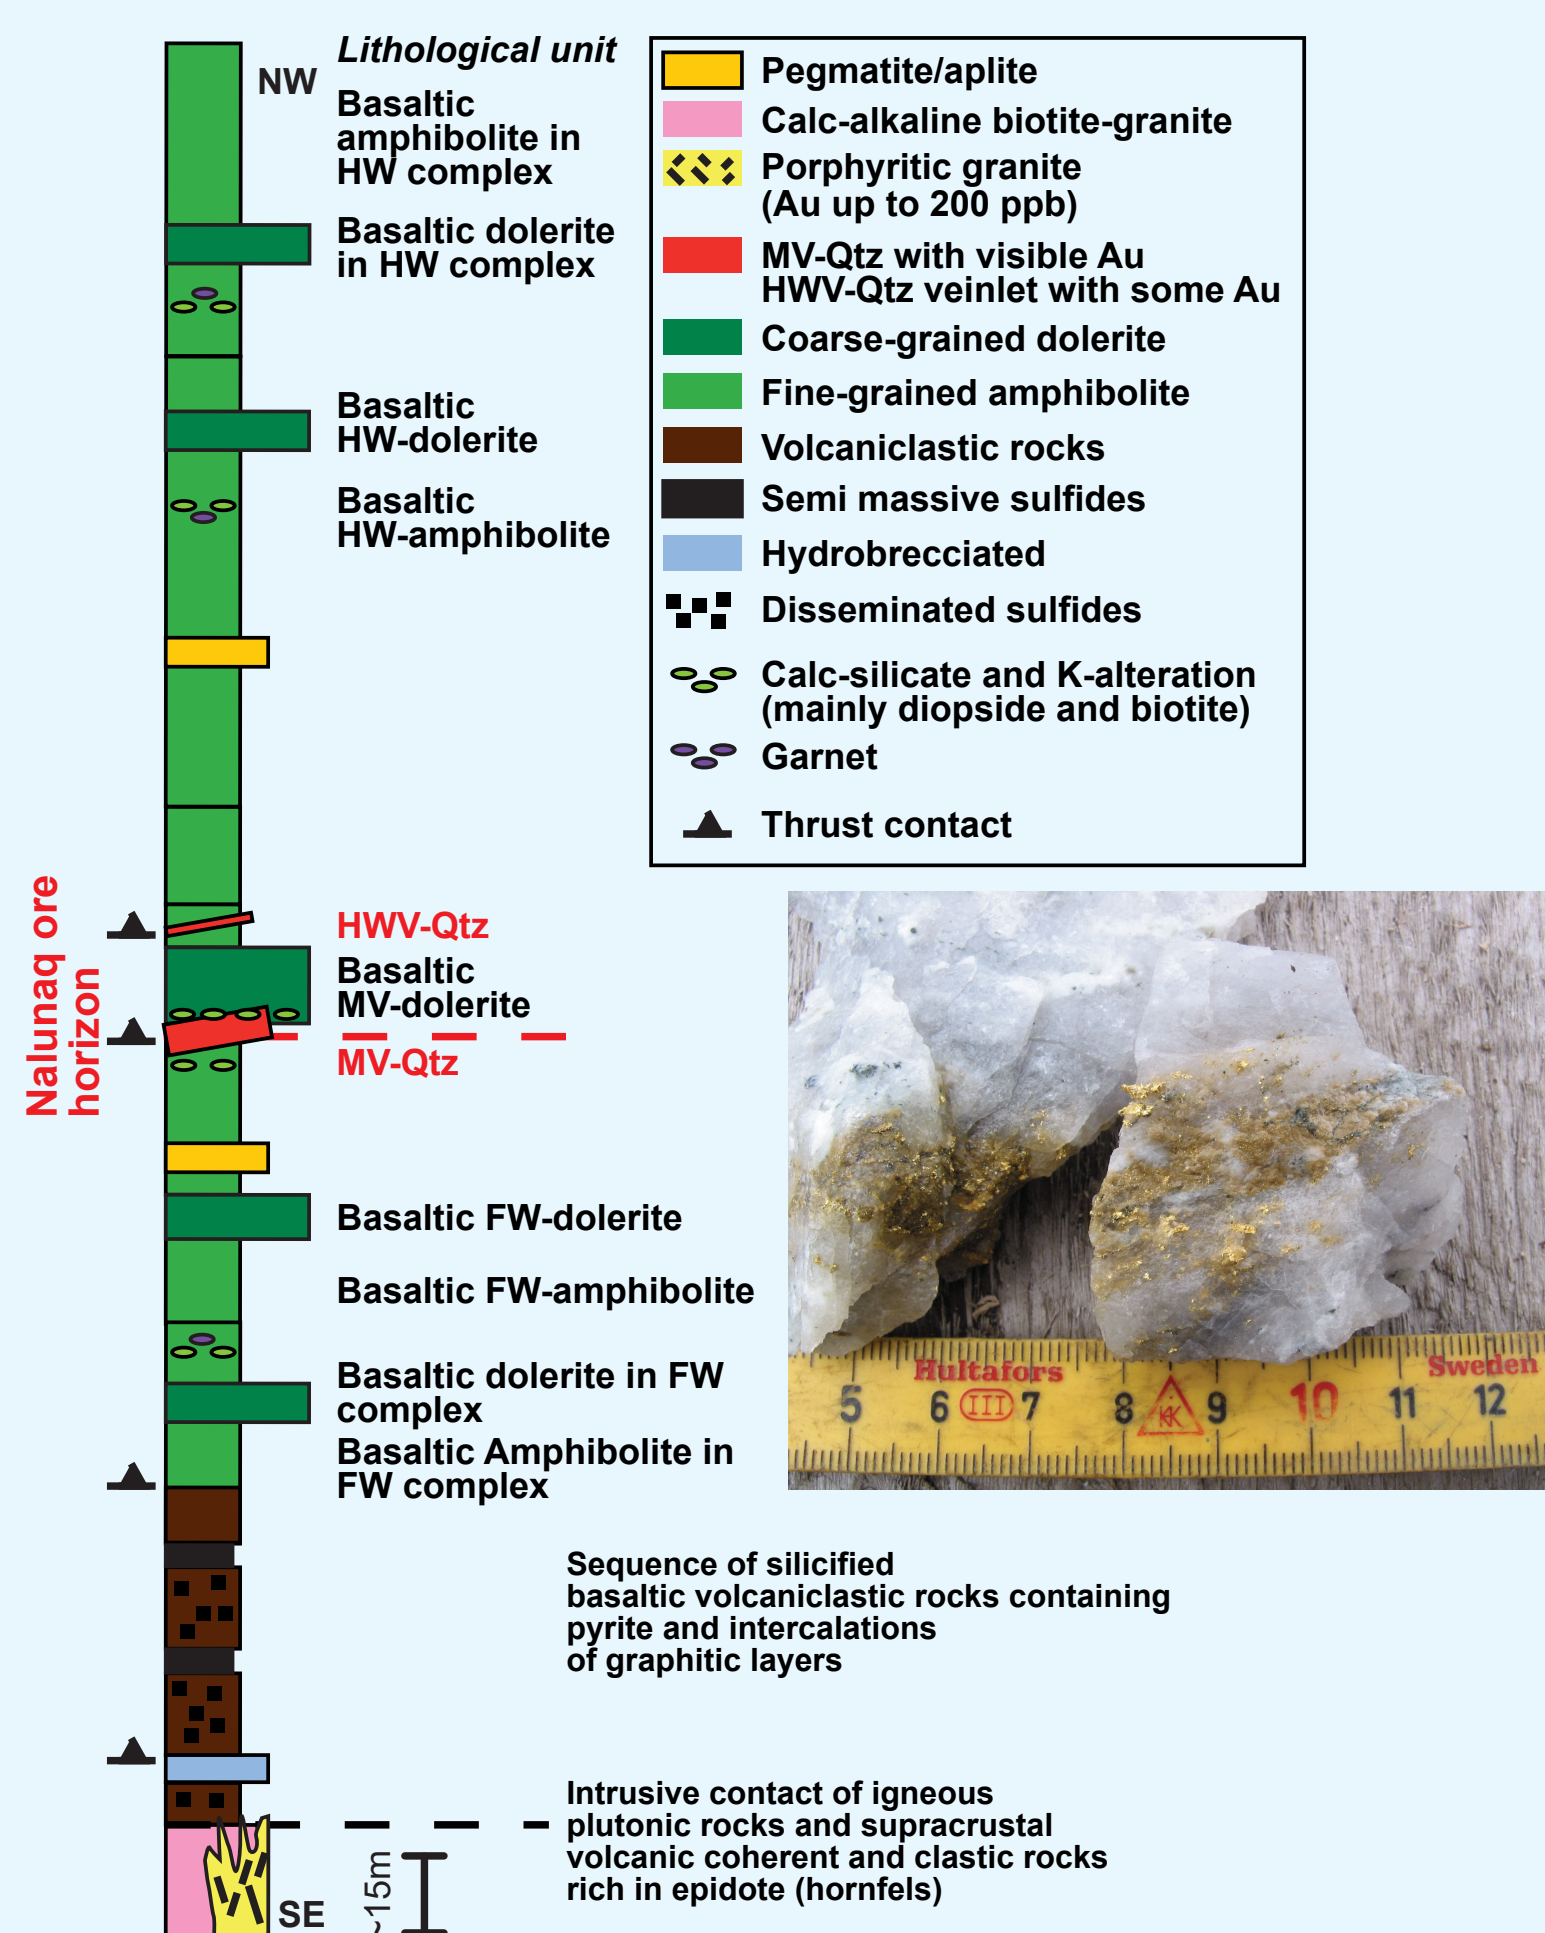 Lithological unit
NW
Basaltic
amphibolite in
HW complex
Basaltic dolerite
in HW complex
Basaltic
HW-dolerite
Basaltic
HW-amphibolite
Nalunaq ore
horizon
HWV-Qtz
Basaltic
MV-dolerite
MV-Qtz
Basaltic FW-dolerite
Basaltic FW-amphibolite
Basaltic dolerite in FW
complex
Basaltic Amphibolite in
FW complex
Sequence of silicified
basaltic volcaniclastic rocks containing
pyrite and intercalations
of graphitic layers
Intrusive contact of igneous
plutonic rocks and supracrustal
volcanic coherent and clastic rocks
rich in epidote (hornfels)
SE
~15m
Pegmatite/aplite
Calc-alkaline biotite-granite
Porphyritic granite
(Au up to 200 ppb)
MV-Qtz with visible Au
HWV-Qtz veinlet with some Au
Coarse-grained dolerite
Fine-grained amphibolite
Volcaniclastic rocks
Semi massive sulfides
Hydrobrecciated
Disseminated sulfides
Calc-silicate and K-alteration
(mainly diopside and biotite)
Garnet
Thrust contact
Hultafors Sweden
5 6 III 7 8 KK 9 10 11 12